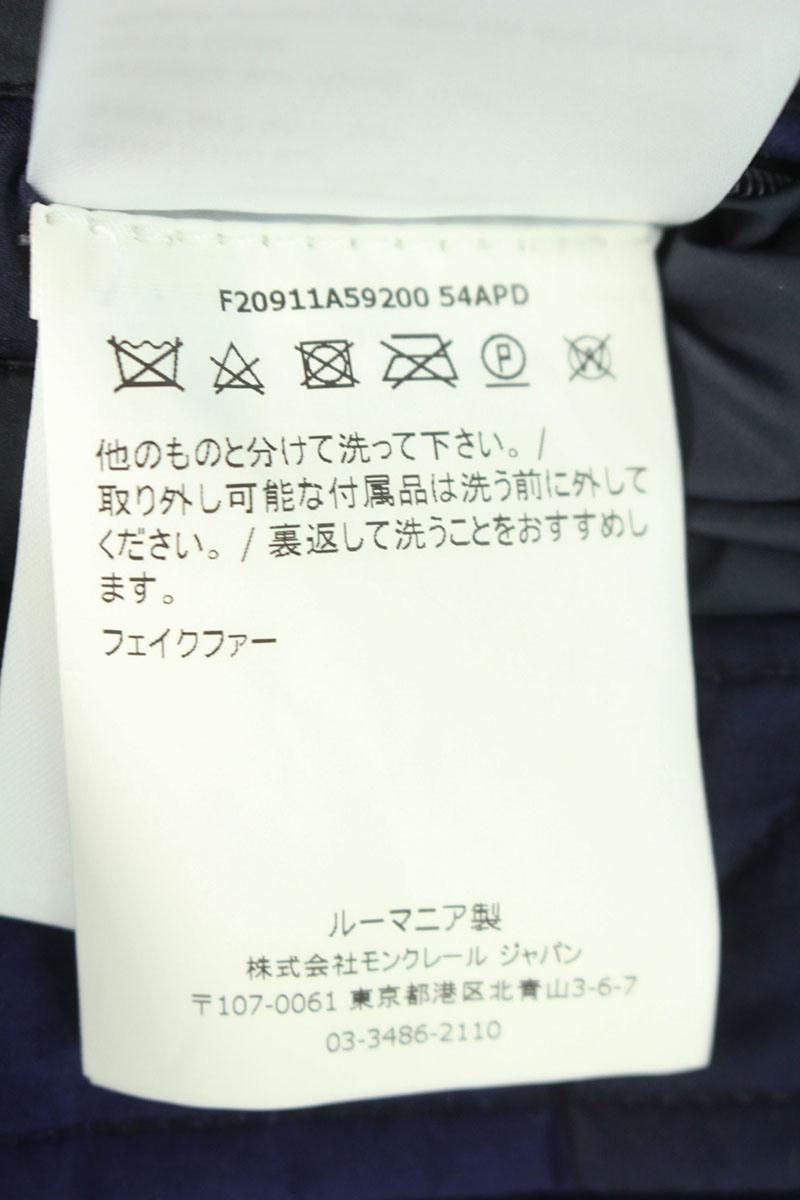 F20911A59200 54APD
P
W
他のものと分けて洗って下さい。/
取り外し可能な付属品は洗う前に外して
ください。/ 裏返して洗うことをおすすめし
ます。
フェイクファー
ルーマニア製
株式会社モンクレール ジャパン
〒107-0061 東京都港区北青山3-6-7
03-3486-2110